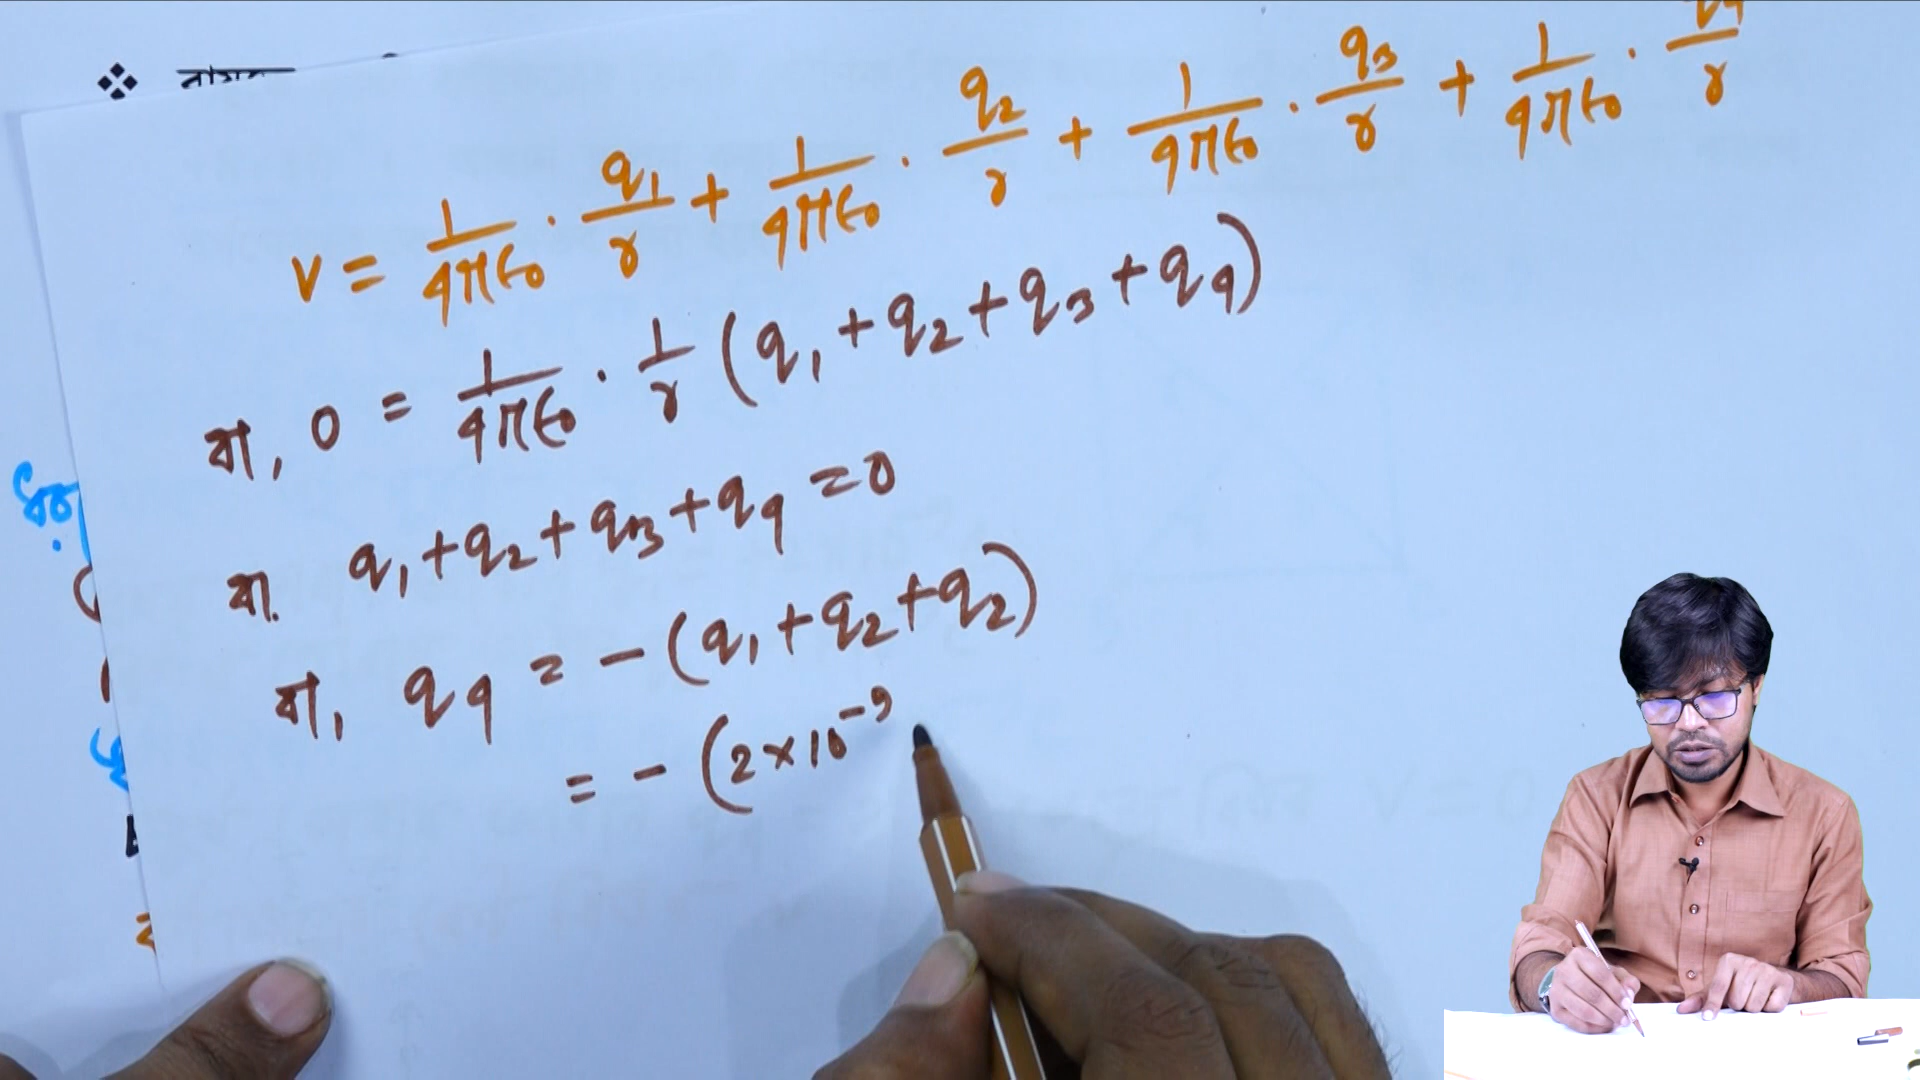 V = 1/4πϵ₀ · q₁/r + 1/4πϵ₀ · q₂/r + 1/4πϵ₀ · q₃/r + 1/4πϵ₀ · q₄/r
বা, 0 = 1/4πϵ₀ · 1/r (q₁ + q₂ + q₃ + q₄)
বা. q₁ + q₂ + q₃ + q₄ = 0
বা, q₄ = - (q₁ + q₂ + q₂)
= - (2 × 10⁻⁹